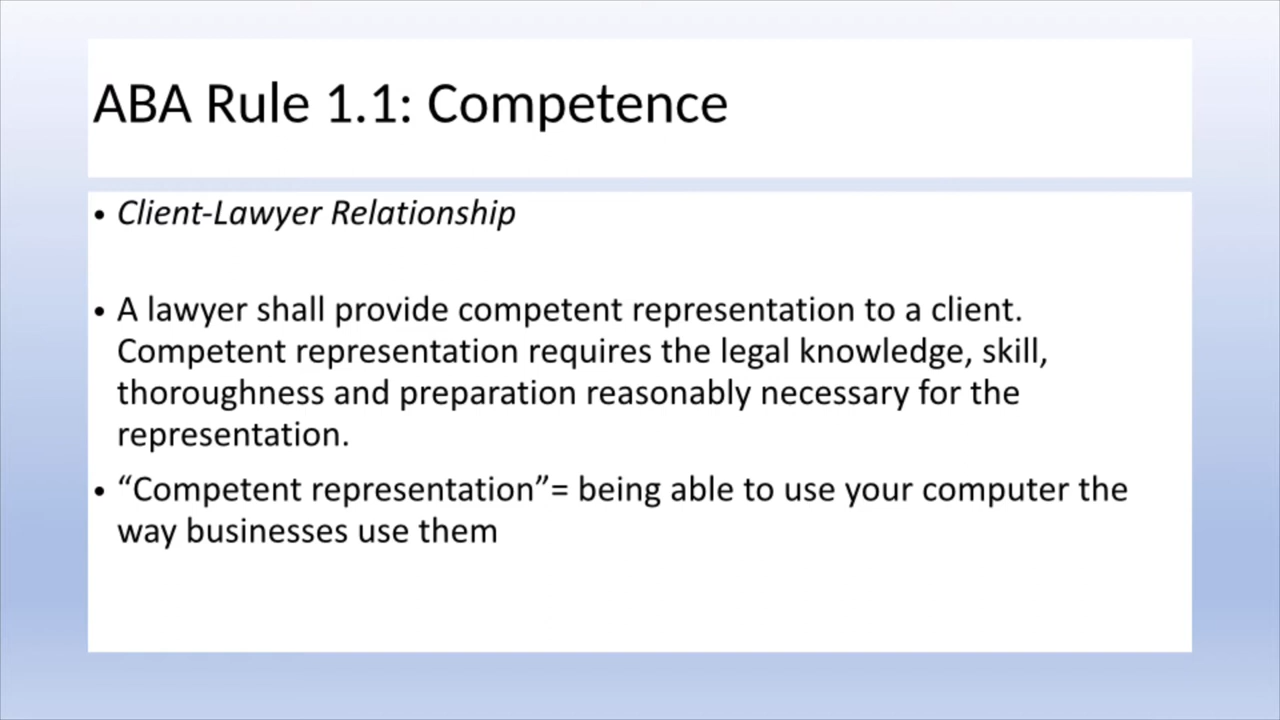 ABA Rule 1.1: Competence
• Client-Lawyer Relationship
• A lawyer shall provide competent representation to a client.
Competent representation requires the legal knowledge, skill,
thoroughness and preparation reasonably necessary for the
representation.
• “Competent representation”= being able to use your computer the
way businesses use them